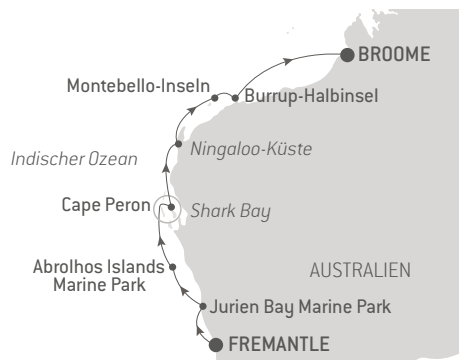 BROOME
Montebello-Inseln
Burrup-Halbinsel
Indischer Ozean
Ningaloo-Küste
Cape Peron
Shark Bay
Abrolhos Islands
Marine Park
AUSTRALIEN
Jurien Bay Marine Park
FREMANTLE